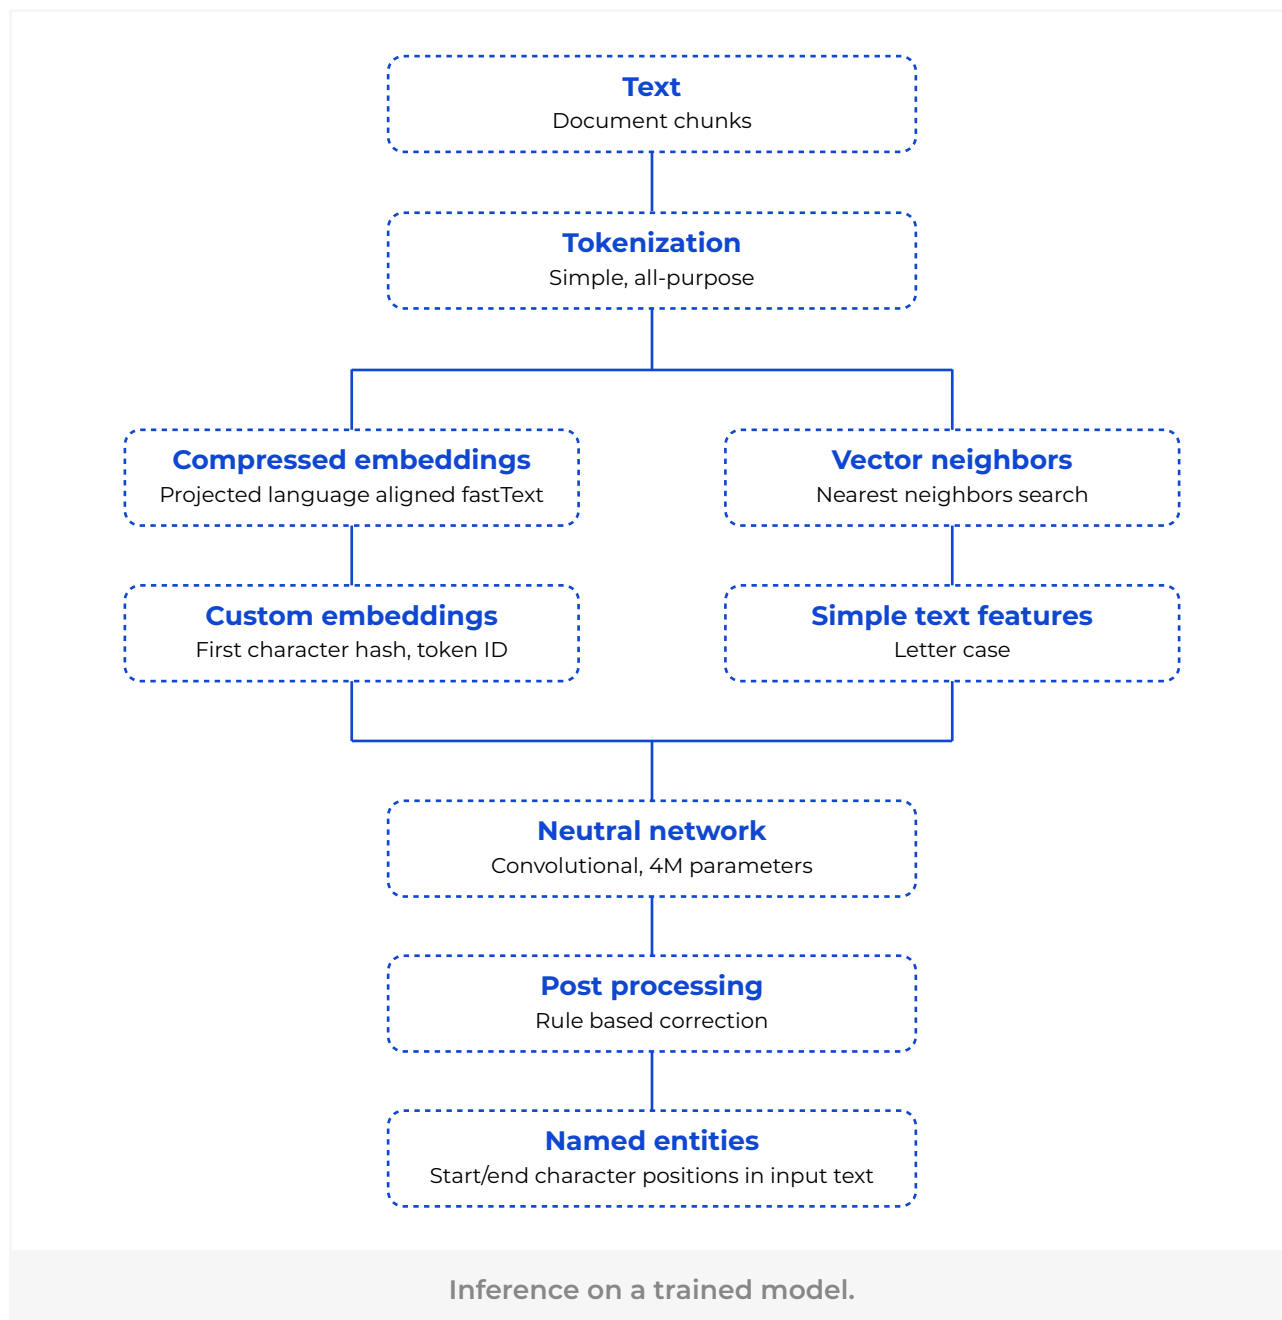 Text
Document chunks
Tokenization
Simple, all-purpose
Compressed embeddings
Projected language aligned fastText
Vector neighbors
Nearest neighbors search
Custom embeddings
First character hash, token ID
Simple text features
Letter case
Neutral network
Convolutional, 4M parameters
Post processing
Rule based correction
Named entities
Start/end character positions in input text
Inference on a trained model.